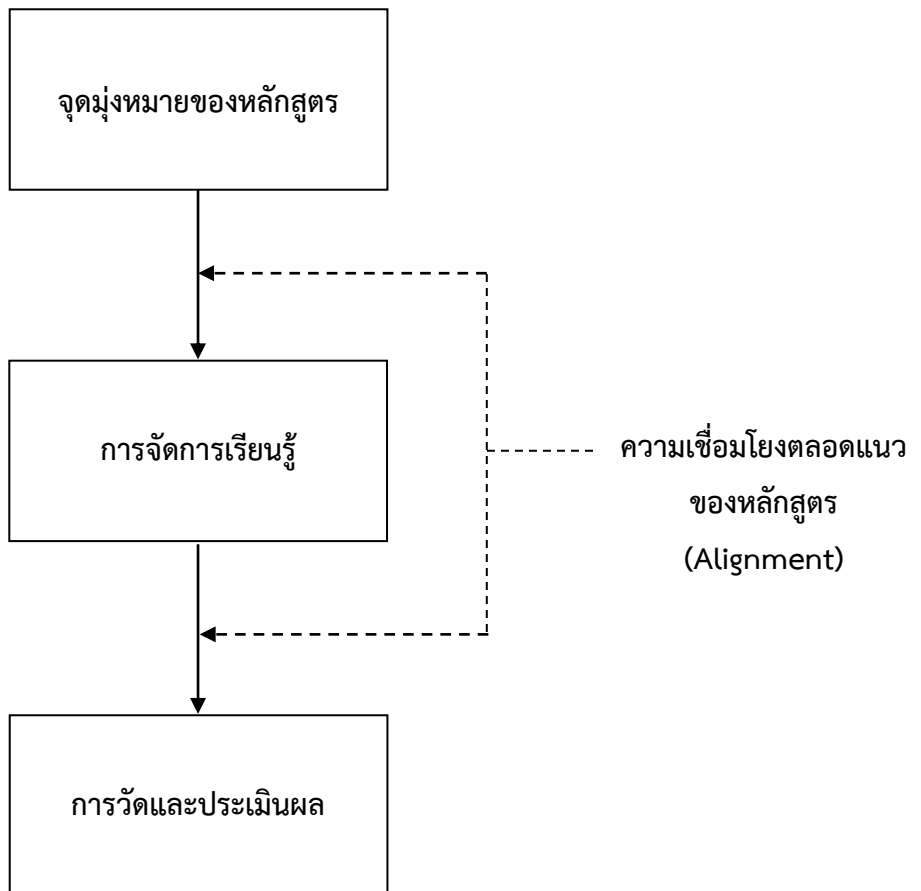 จุดมุ่งหมายของหลักสูตร
การจัดการเรียนรู้
ความเชื่อมโยงตลอดแนว
ของหลักสูตร
(Alignment)
การวัดและประเมินผล